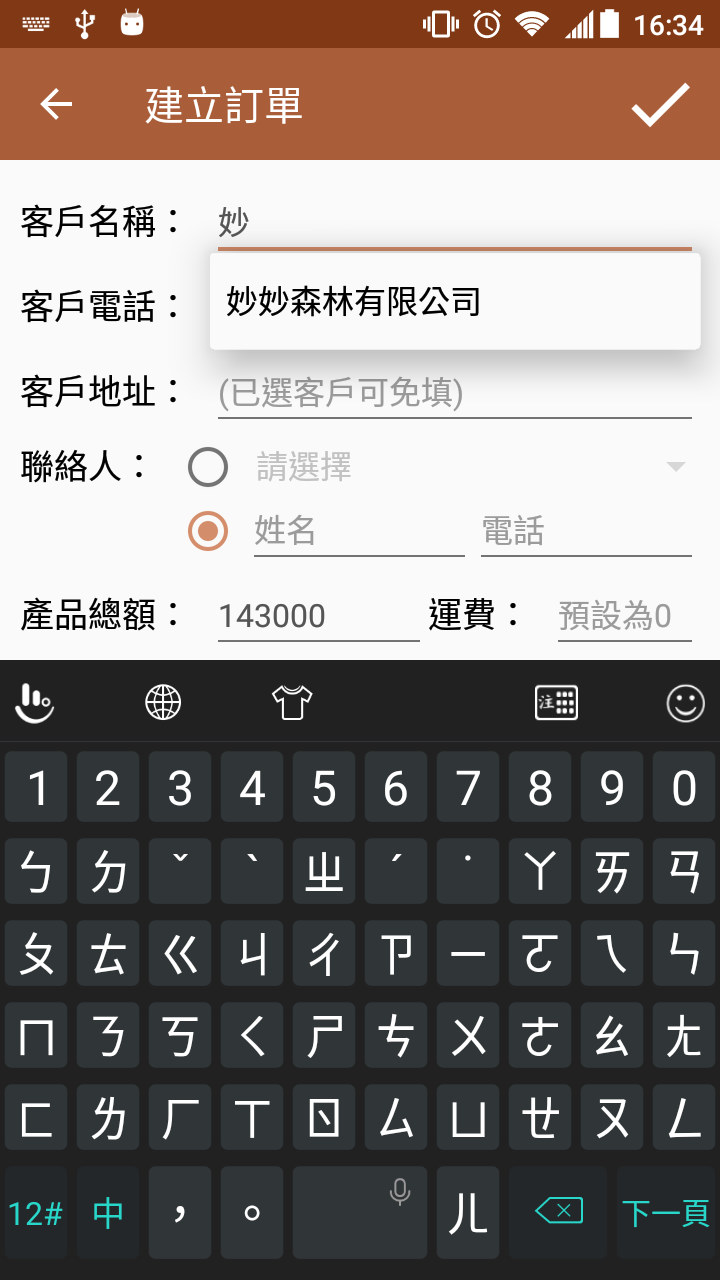 16:34
建立訂單
客戶名稱： 妙
妙妙森林有限公司
客戶電話：
客戶地址： (已選客戶可免填)
聯絡人： 請選擇
姓名 電話
產品總額： 143000 運費： 預設為0
注
1 2 3 4 5 6 7 8 9 0
ㄅ ㄉ ˇ ˋ ㄓ ˊ ˙ ㄚ ㄞ ㄢ
ㄆ ㄊ ㄍ ㄐ ㄔ ㄗ ㄧ ㄛ ㄟ ㄣ
ㄇ ㄋ ㄎ ㄑ ㄕ ㄘ ㄨ ㄜ ㄠ ㄤ
ㄈ ㄌ ㄏ ㄒ ㄖ ㄙ ㄩ ㄝ ㄡ ㄥ
12# 中 ， 。 ㄦ 下一頁